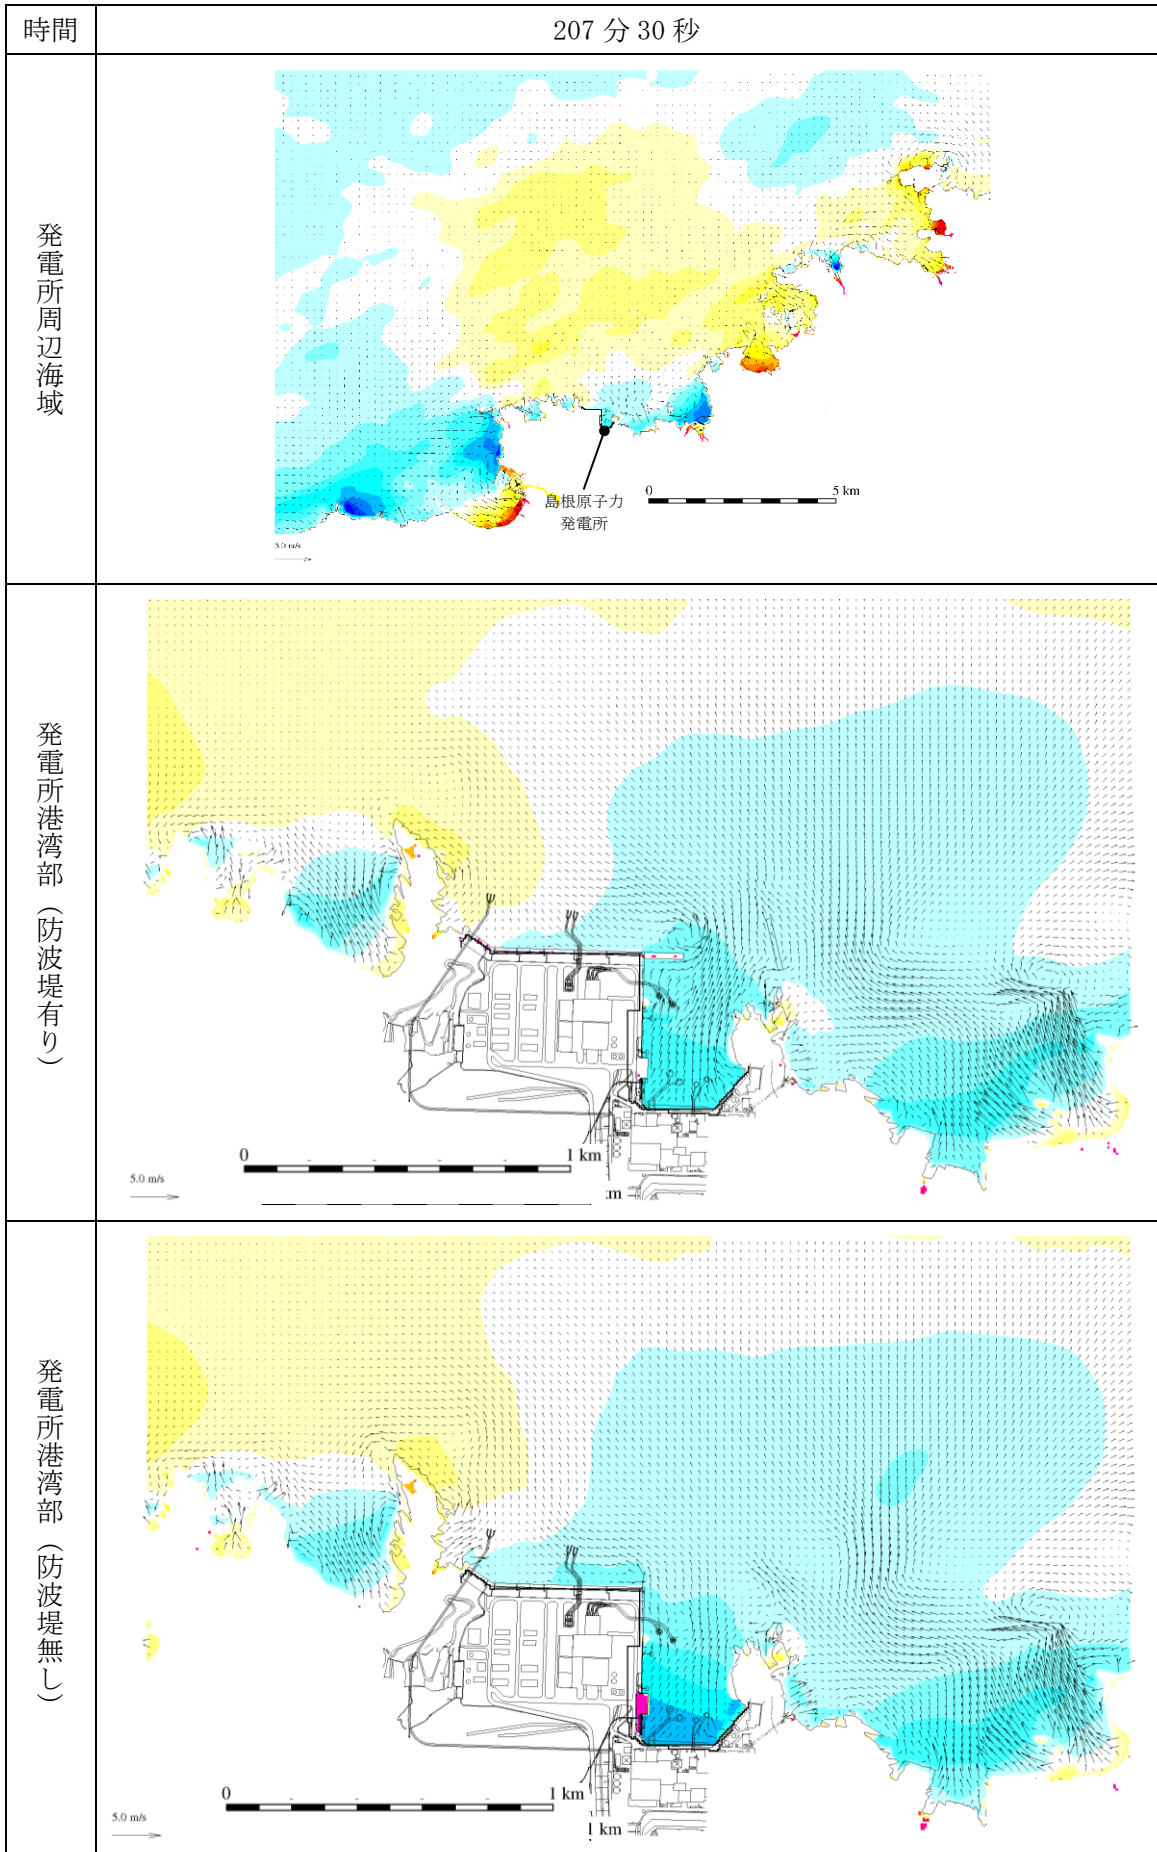 時間
207 分 30 秒
発電所周辺海域
島根原子力
発電所
0
5 km
5.0 m/s
発電所港湾部（防波堤有り）
0
1 km
5.0 m/s
km
発電所港湾部（防波堤無し）
0
1 km
5.0 m/s
1 km